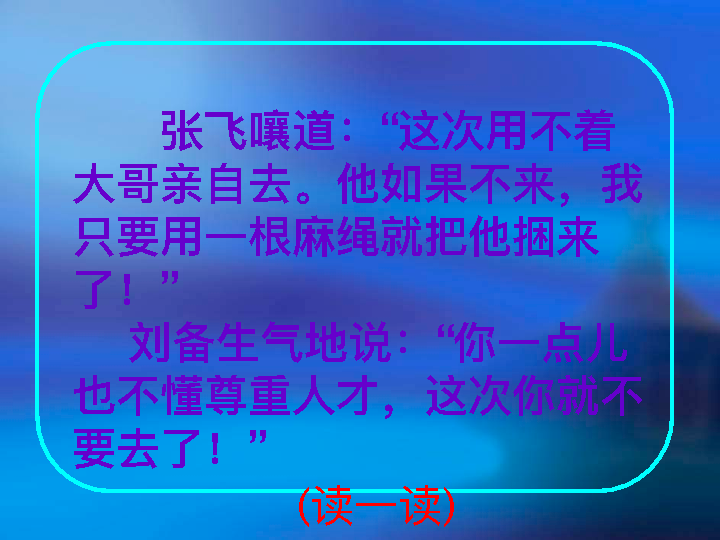 张飞嚷道：“这次用不着
大哥亲自去。他如果不来，我
只要用一根麻绳就把他捆来
了！”
刘备生气地说：“你一点儿
也不懂尊重人才，这次你就不
要去了！”
(读一读)